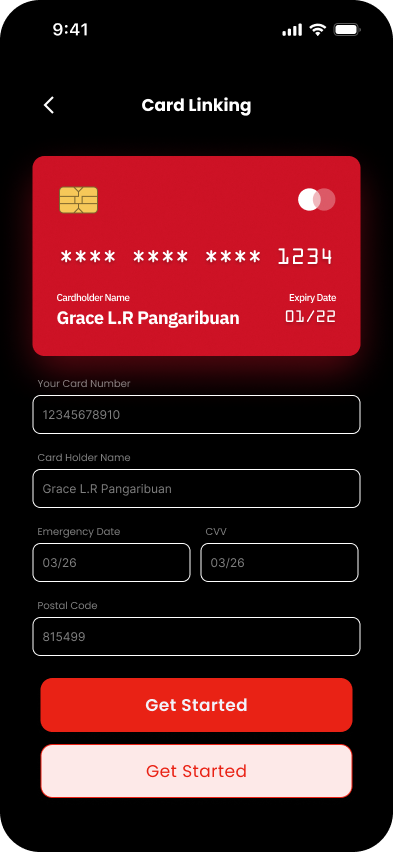 9:41
Card Linking
**** **** **** 1234
Cardholder Name Expiry Date
Grace L.R Pangaribuan 01/22
Your Card Number
12345678910
Card Holder Name
Grace L.R Pangaribuan
Emergency Date CVV
03/26 03/26
Postal Code
815499
Get Started
Get Started